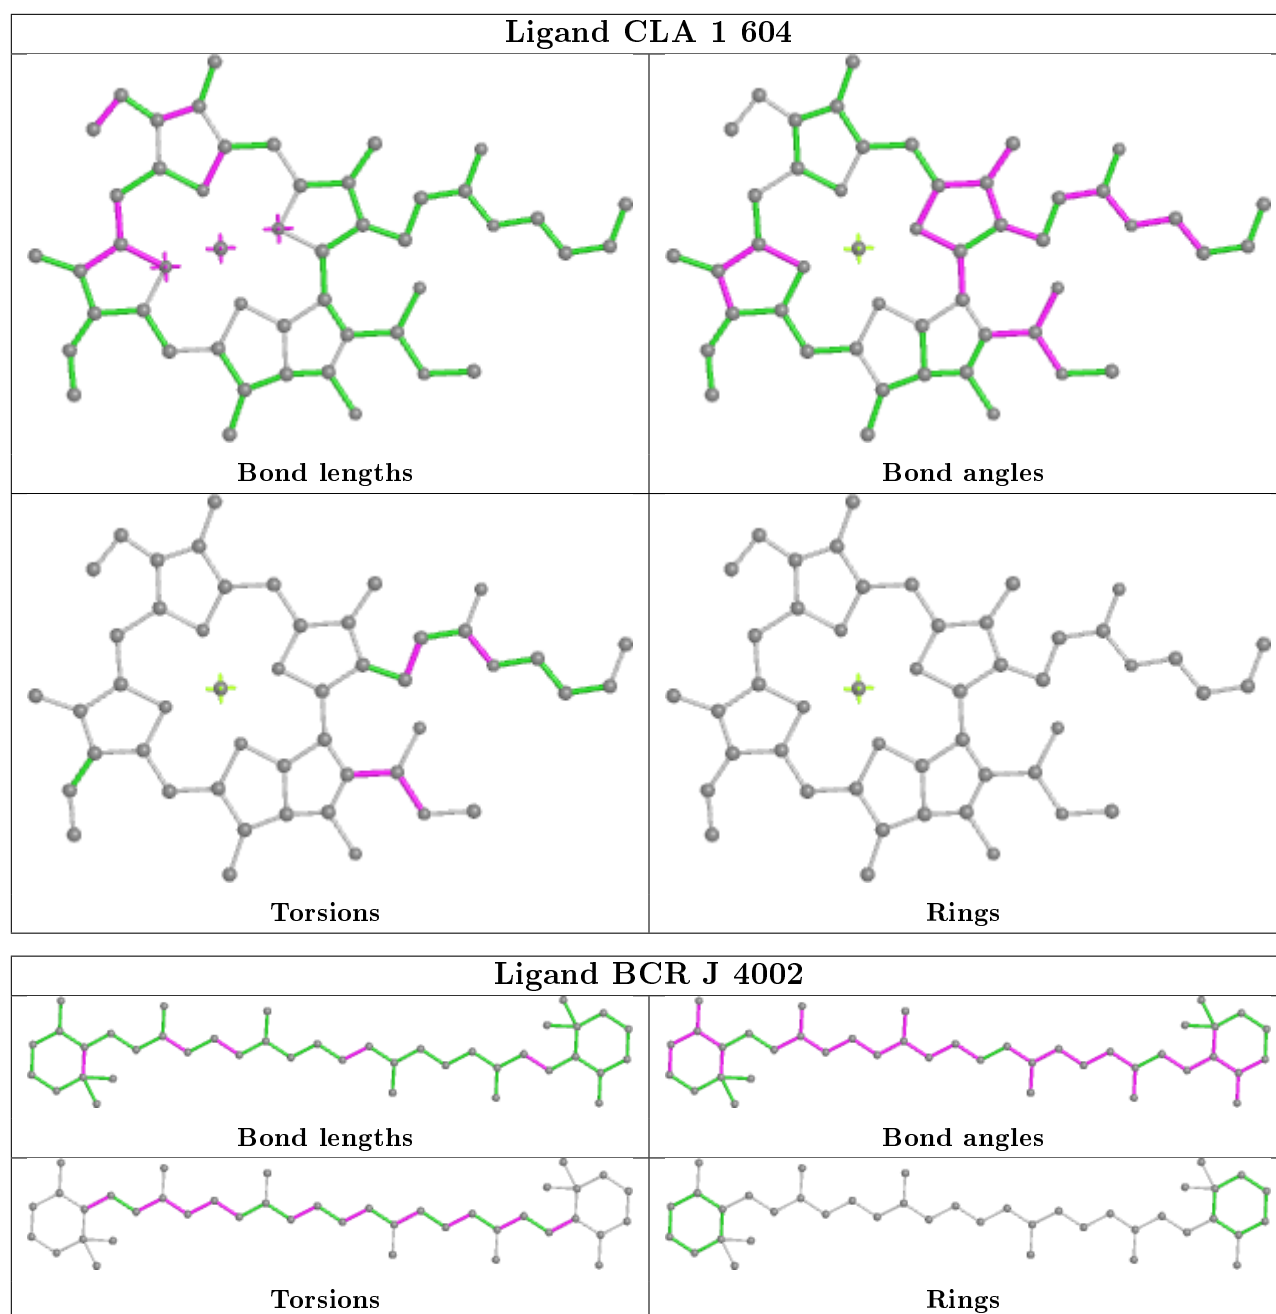 Ligand CLA 1 604
Bond lengths
Bond angles
Torsions
Rings
Ligand BCR J 4002
Bond lengths
Bond angles
Torsions
Rings